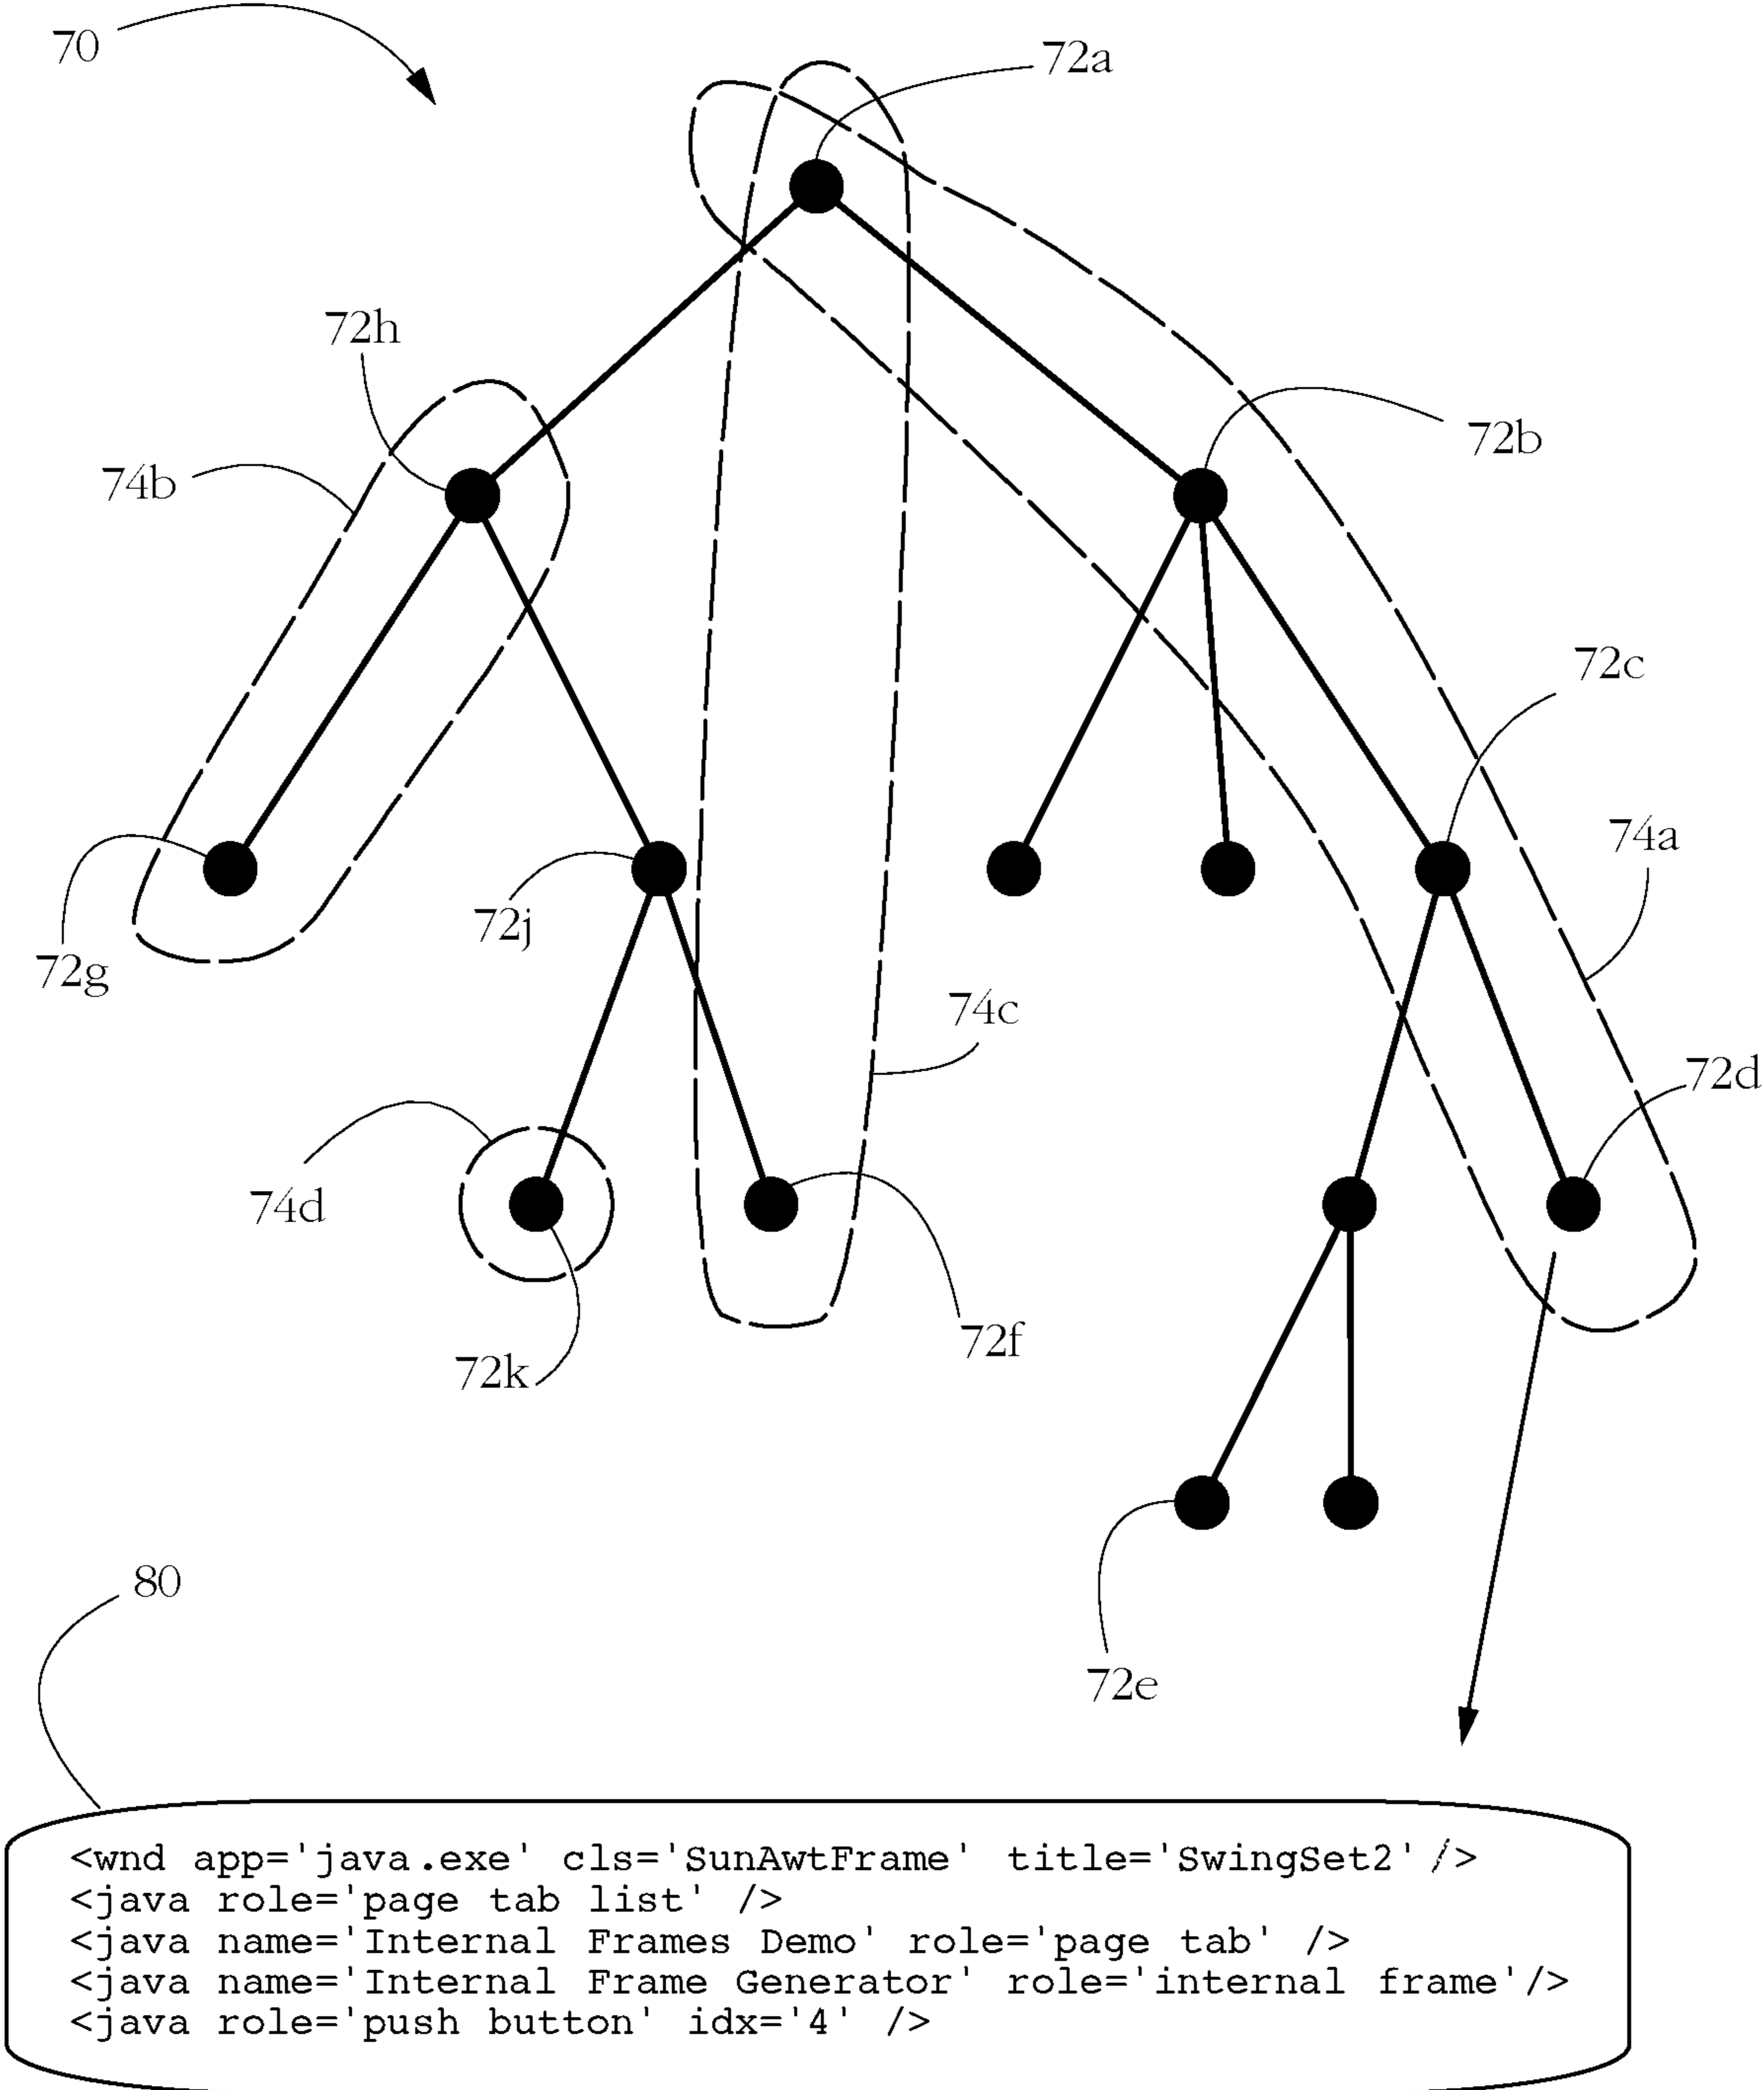 70
72a
72h
72b
74b
72c
74a
72j
72g
74c
72d
74d
72f
72k
80
72e
<wnd app='java.exe' cls='SunAwtFrame' title='SwingSet2' />
<java role='page tab list' />
<java name='Internal Frames Demo' role='page tab' />
<java name='Internal Frame Generator' role='internal frame'/>
<java role='push button' idx='4' />